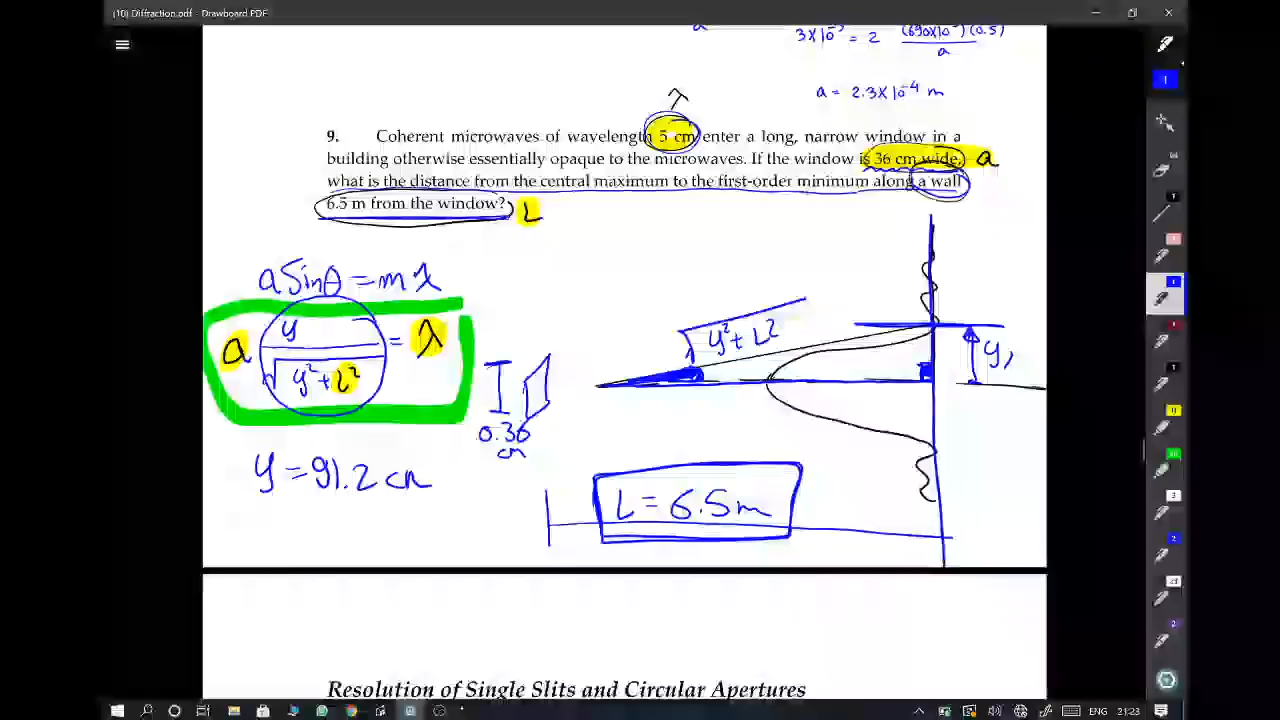 (10) Diffraction.pdf - Drawboard PDF
3x10⁻³ = 2 (690x10⁻⁹)(0.5)
a
a = 2.3x10⁻⁴ m
λ
9. Coherent microwaves of wavelength 5 cm enter a long, narrow window in a
building otherwise essentially opaque to the microwaves. If the window is 36 cm wide, a
what is the distance from the central maximum to the first-order minimum along a wall
6.5 m from the window? L
a Sinθ = mλ
a y = λ
√y²+L²
√y²+L²
y₁
0.36
cm
y = 91.2 cm
L = 6.5m
Resolution of Single Slits and Circular Apertures
ENG 21:23